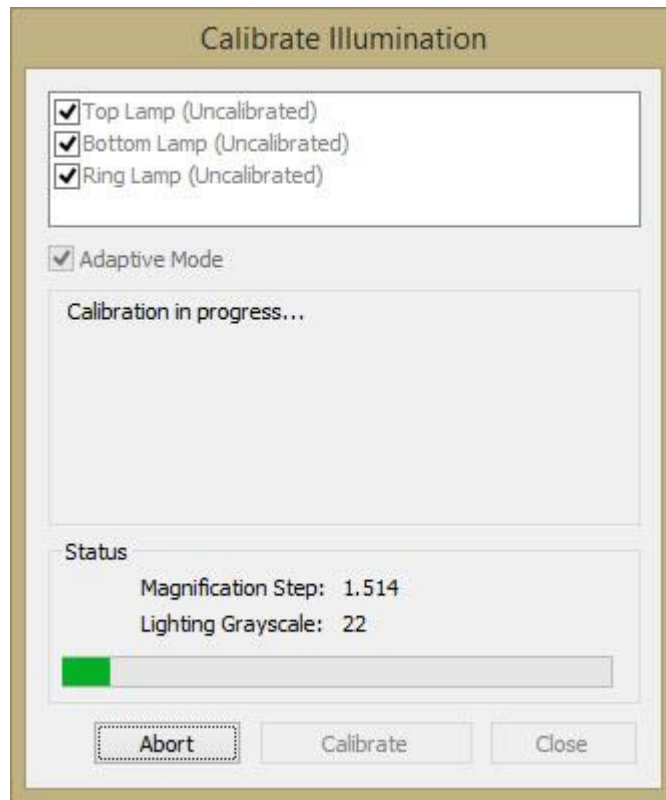 Calibrate Illumination
Top Lamp (Uncalibrated)
Bottom Lamp (Uncalibrated)
Ring Lamp (Uncalibrated)
Adaptive Mode
Calibration in progress...
Status
Magnification Step: 1.514
Lighting Grayscale: 22
Abort Calibrate Close